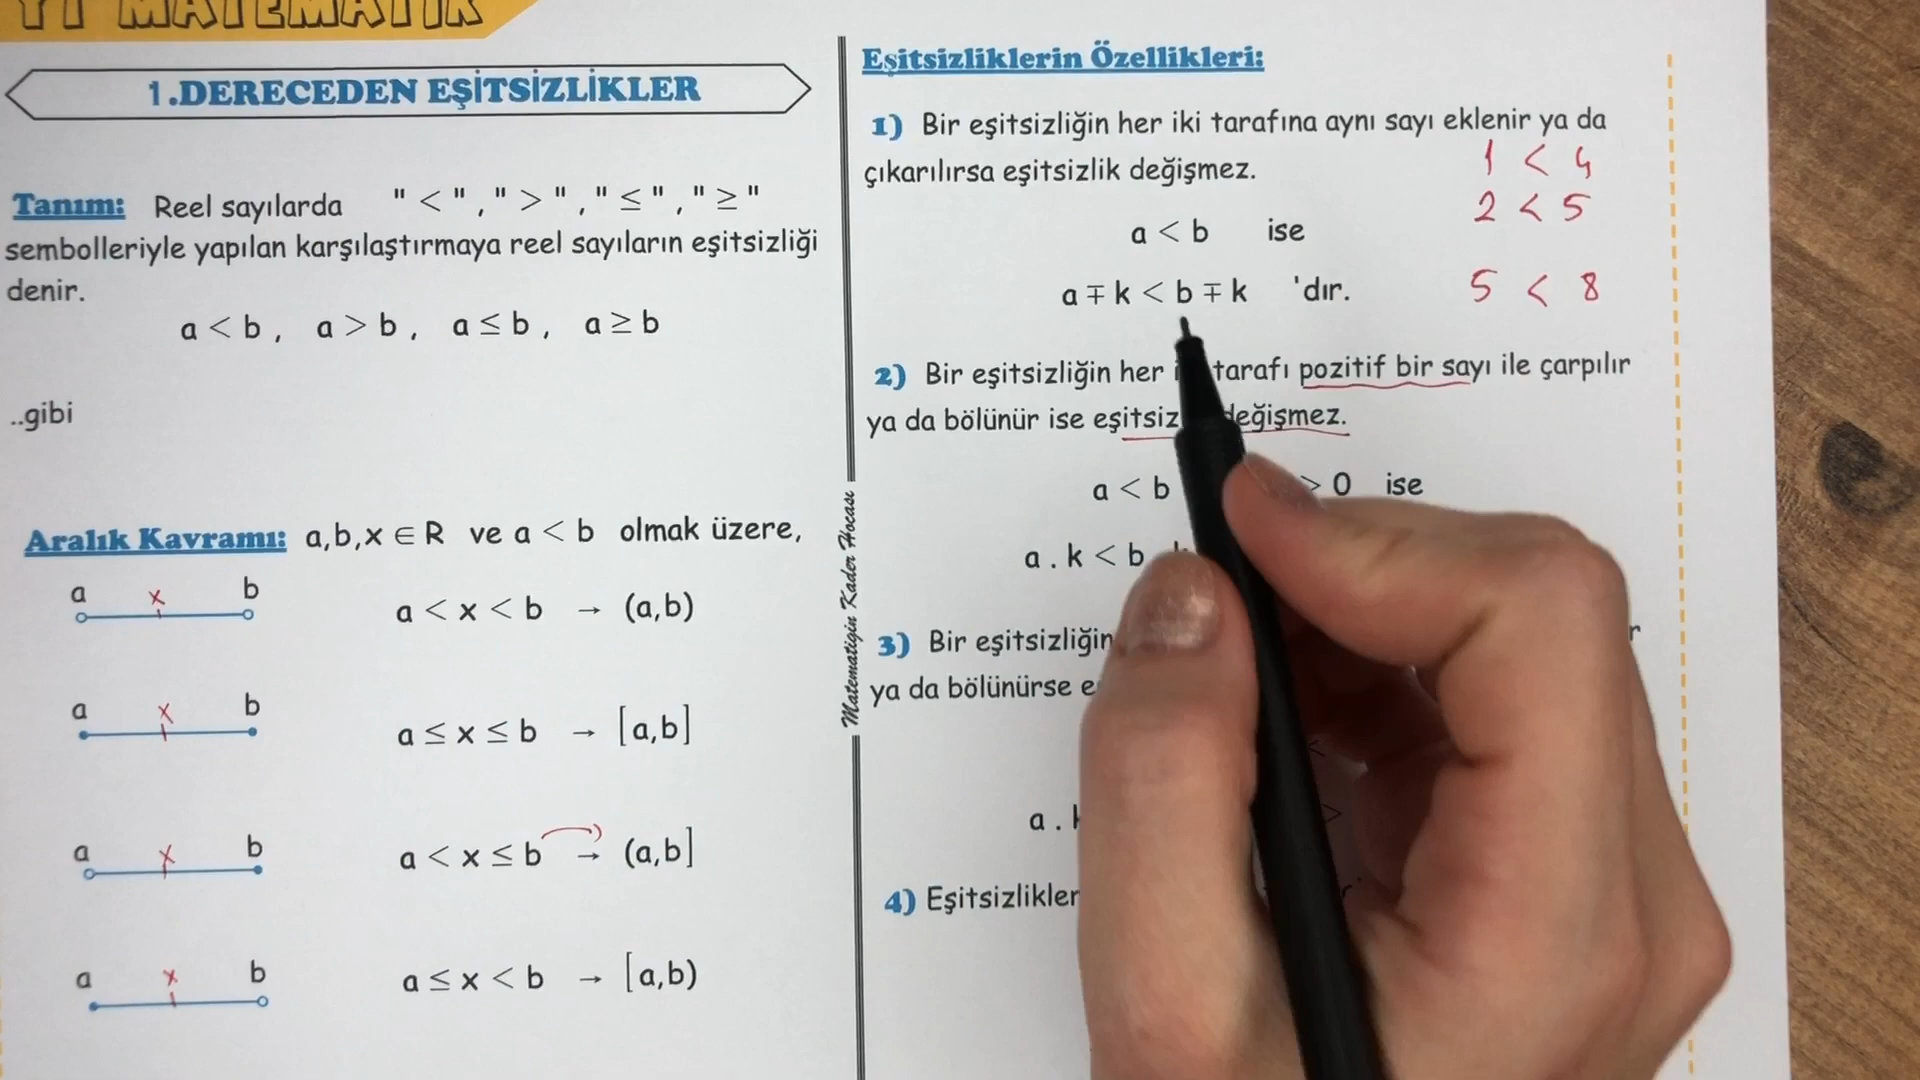 MATEMATİK
1.DERECEDEN EŞİTSİZLİKLER
Tanım: Reel sayılarda " < " , " > " , " ≤ " , " ≥ "
sembolleriyle yapılan karşılaştırmaya reel sayıların eşitsizliği
denir.
a < b , a > b , a ≤ b , a ≥ b
..gibi
Aralık Kavramı: a,b,x ∈ R ve a < b olmak üzere,
a x b
a < x < b → (a,b)
a x b
a ≤ x ≤ b → [a,b]
a x b
a < x ≤ b → (a,b]
a x b
a ≤ x < b → [a,b)
Matematiğin Kader Hocası
Eşitsizliklerin Özellikleri:
1) Bir eşitsizliğin her iki tarafına aynı sayı eklenir ya da
çıkarılırsa eşitsizlik değişmez.
1 < 4
2 < 5
a < b ise
a ∓ k < b ∓ k 'dır.
5 < 8
2) Bir eşitsizliğin her tarafı pozitif bir sayı ile çarpılır
ya da bölünür ise değişmez.
a < b > 0 ise
a . k < b
3) Bir eşitsizliğin
ya da bölünürse
a .
4) Eşitsizlikler